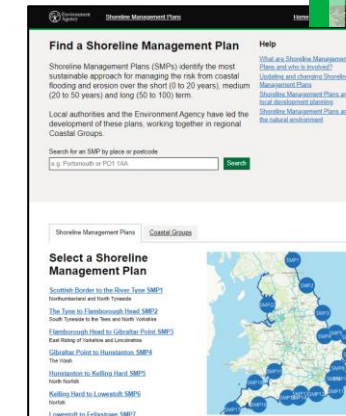 Environment
Agency
Shoreline Management Plans
Home
Find a Shoreline Management Plan
Shoreline Management Plans (SMPs) identify the most
sustainable approach for managing the risk from coastal
flooding and erosion over the short (0 to 20 years), medium
(20 to 50 years) and long (50 to 100) term.
Local authorities and the Environment Agency have led the
development of these plans, working together in regional
Coastal Groups.
Search for an SMP by place or postcode
e.g. Portsmouth or PO1 1AA
Search
Help
What are Shoreline Management
Plans and who is involved?
Updating and changing Shoreline
Management Plans
Shoreline Management Plans and
local development planning
Shoreline Management Plans and
the natural environment
Shoreline Management Plans
Coastal Groups
Select a Shoreline
Management Plan
Scottish Border to the River Tyne SMP1
Northumberland and North Tyneside
The Tyne to Flamborough Head SMP2
South Tyneside to the Tees and North Yorkshire
Flamborough Head to Gibraltar Point SMP3
East Riding of Yorkshire and Lincolnshire
Gibraltar Point to Hunstanton SMP4
The Wash
Hunstanton to Kelling Hard SMP5
North Norfolk
Kelling Hard to Lowestoft SMP6
Norfolk
Lowestoft to Felixstowe SMP7
SMP1
SMP2
SMP3